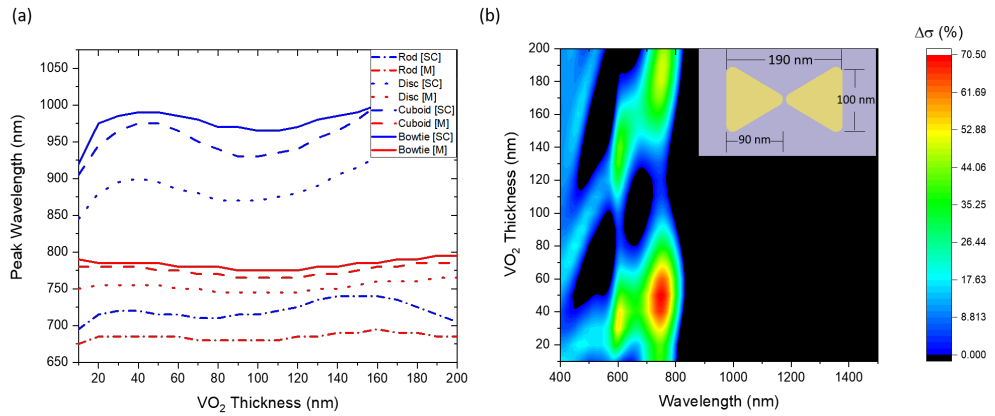 (a)
(b)
Δσ (%)
1050
1000
950
900
850
800
750
700
650
Peak Wavelength (nm)
20
40
60
80
100
120
140
160
180
200
VO₂ Thickness (nm)
Rod [SC]
Rod [M]
Disc [SC]
Disc [M]
Cuboid [SC]
Cuboid [M]
Bowtie [SC]
Bowtie [M]
200
180
160
140
120
100
80
60
40
20
VO₂ Thickness (nm)
400
600
800
1000
1200
1400
Wavelength (nm)
190 nm
100 nm
90 nm
70.50
61.69
52.88
44.06
35.25
26.44
17.63
8.813
0.000